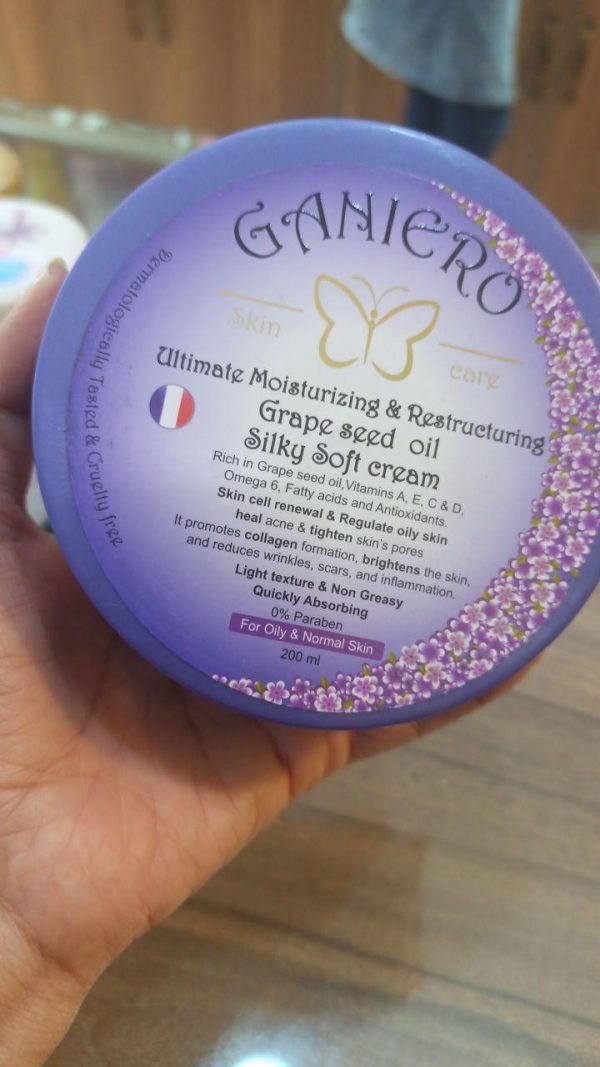 GANIERO
Skin care
Ultimate Moisturizing & Restructuring
Grape seed oil
Silky Soft cream
Rich in Grape seed oil,Vitamins A, E, C & D,
Omega 6, Fatty acids and Antioxidants.
Skin cell renewal & Regulate oily skin
heal acne & tighten skin's pores
It promotes collagen formation, brightens the skin,
and reduces wrinkles, scars, and inflammation.
Light texture & Non Greasy
Quickly Absorbing
0% Paraben
For Oily & Normal Skin
200 ml
Dermatologically Tasted & Cruelty free